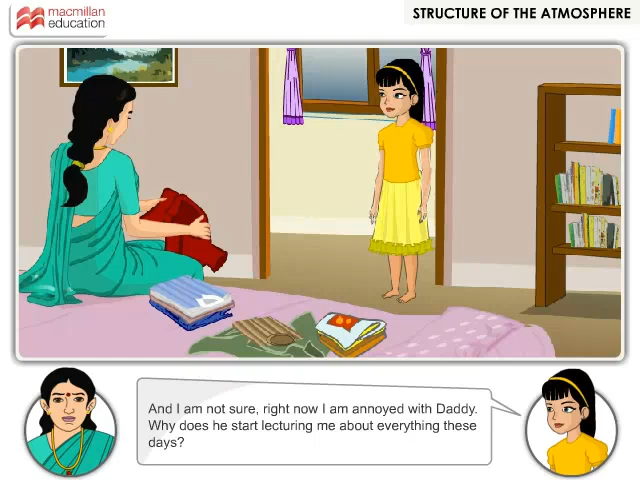 macmillan
education
STRUCTURE OF THE ATMOSPHERE
And I am not sure, right now I am annoyed with Daddy.
Why does he start lecturing me about everything these
days?